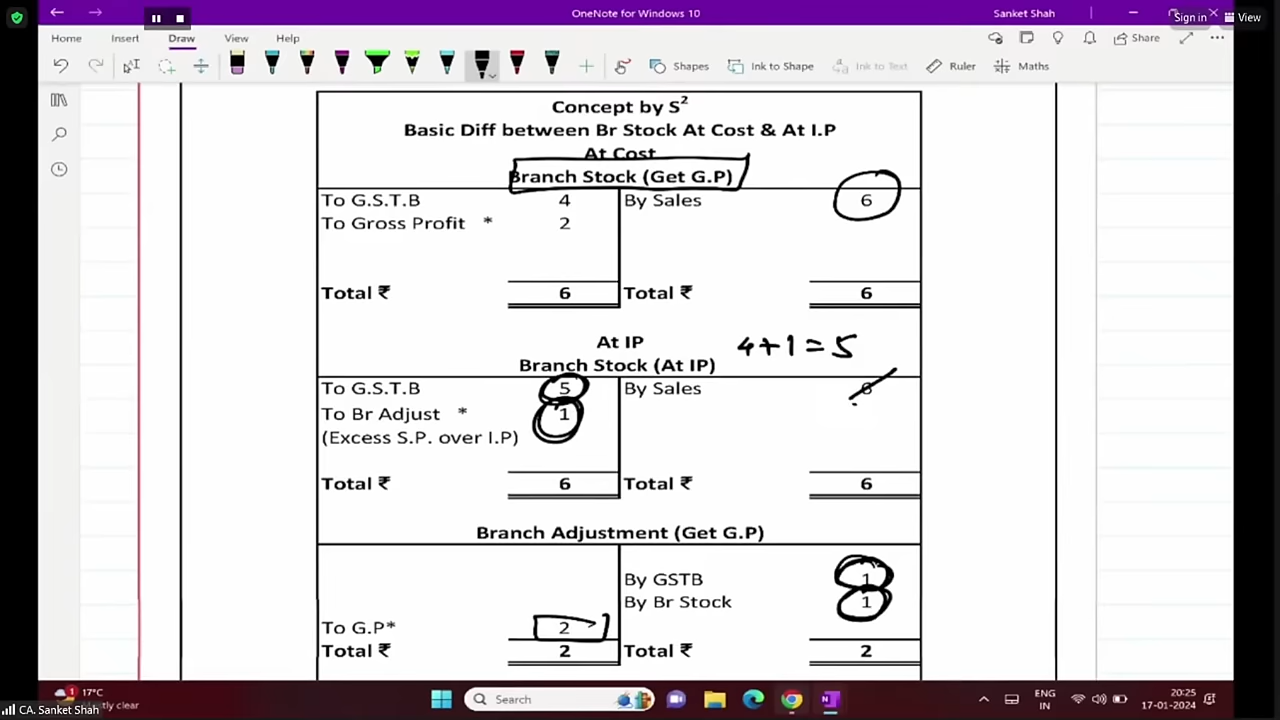 OneNote for Windows 10
Sanket Shah
Sign in
View
Home Insert Draw View Help
Share
Shapes
Ink to Shape
Ink to Text
Ruler
Maths
Concept by S²
Basic Diff between Br Stock At Cost & At I.P
At Cost
Branch Stock (Get G.P)
To G.S.T.B 4 By Sales 6
To Gross Profit * 2
Total ₹ 6 Total ₹ 6
At IP 4+1=5
Branch Stock (At IP)
To G.S.T.B 5 By Sales 6
To Br Adjust * 1
(Excess S.P. over I.P)
Total ₹ 6 Total ₹ 6
Branch Adjustment (Get G.P)
By GSTB 1
By Br Stock 1
To G.P* 2
Total ₹ 2 Total ₹ 2
1
17°C
Search
ENG
IN
20:25
17-01-2024
CA. Sanket Shah